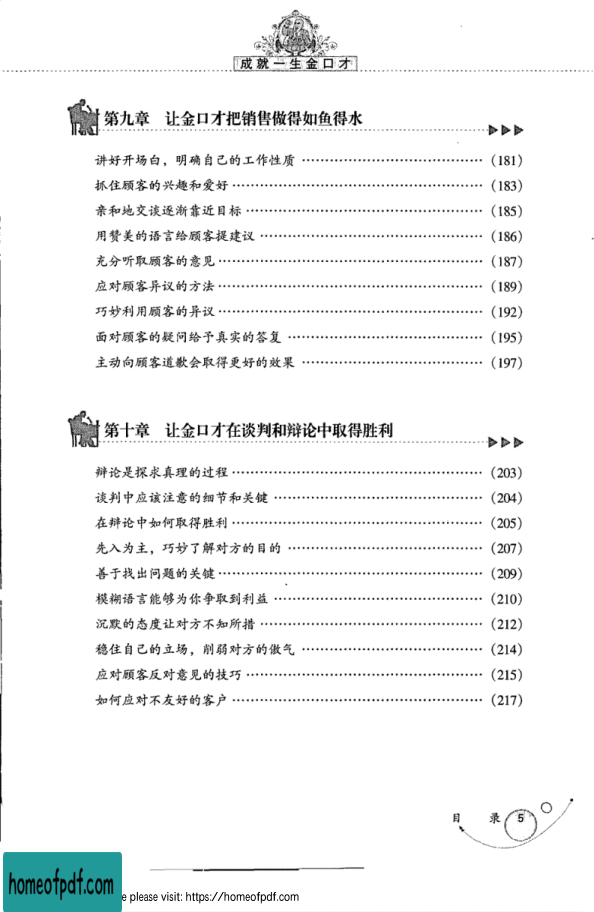 成就一生金口才
第九章 让金口才把销售做得如鱼得水
讲好开场白，明确自己的工作性质 ……………………………… (181)
抓住顾客的兴趣和爱好 ……………………………… (183)
亲和地交谈逐渐靠近目标 ……………………………… (185)
用赞美的语言给顾客提建议 ……………………………… (186)
充分听取顾客的意见 ……………………………… (187)
应对顾客异议的方法 ……………………………… (189)
巧妙利用顾客的异议 ……………………………… (192)
面对顾客的疑问给予真实的答复 ……………………………… (195)
主动向顾客道歉会取得更好的效果 ……………………………… (197)
第十章 让金口才在谈判和辩论中取得胜利
辩论是探求真理的过程 ……………………………… (203)
谈判中应该注意的细节和关键 ……………………………… (204)
在辩论中如何取得胜利 ……………………………… (205)
先入为主，巧妙了解对方的目的 ……………………………… (207)
善于找出问题的关键 ……………………………… (209)
模糊语言能够为你争取到利益 ……………………………… (210)
沉默的态度让对方不知所措 ……………………………… (212)
稳住自己的立场，削弱对方的傲气 ……………………………… (214)
应对顾客反对意见的技巧 ……………………………… (215)
如何应对不友好的客户 ……………………………… (217)
目 录 5
homeofpdf.com
e please visit: https://homeofpdf.com